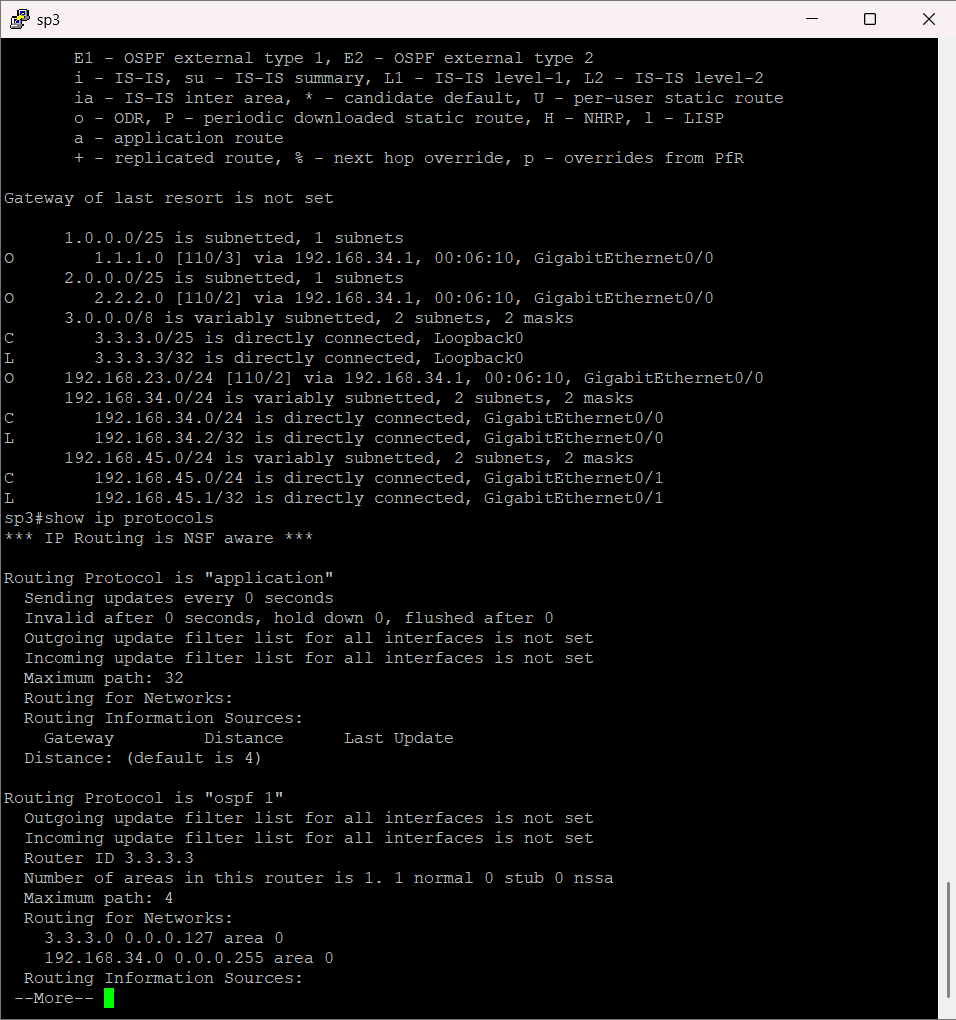 sp3
E1 - OSPF external type 1, E2 - OSPF external type 2
i - IS-IS, su - IS-IS summary, L1 - IS-IS level-1, L2 - IS-IS level-2
ia - IS-IS inter area, * - candidate default, U - per-user static route
o - ODR, P - periodic downloaded static route, H - NHRP, l - LISP
a - application route
+ - replicated route, % - next hop override, p - overrides from PfR
Gateway of last resort is not set
1.0.0.0/25 is subnetted, 1 subnets
O        1.1.1.0 [110/3] via 192.168.34.1, 00:06:10, GigabitEthernet0/0
2.0.0.0/25 is subnetted, 1 subnets
O        2.2.2.0 [110/2] via 192.168.34.1, 00:06:10, GigabitEthernet0/0
3.0.0.0/8 is variably subnetted, 2 subnets, 2 masks
C        3.3.3.0/25 is directly connected, Loopback0
L        3.3.3.3/32 is directly connected, Loopback0
O     192.168.23.0/24 [110/2] via 192.168.34.1, 00:06:10, GigabitEthernet0/0
192.168.34.0/24 is variably subnetted, 2 subnets, 2 masks
C        192.168.34.0/24 is directly connected, GigabitEthernet0/0
L        192.168.34.2/32 is directly connected, GigabitEthernet0/0
192.168.45.0/24 is variably subnetted, 2 subnets, 2 masks
C        192.168.45.0/24 is directly connected, GigabitEthernet0/1
L        192.168.45.1/32 is directly connected, GigabitEthernet0/1
sp3#show ip protocols
*** IP Routing is NSF aware ***
Routing Protocol is "application"
Sending updates every 0 seconds
Invalid after 0 seconds, hold down 0, flushed after 0
Outgoing update filter list for all interfaces is not set
Incoming update filter list for all interfaces is not set
Maximum path: 32
Routing for Networks:
Routing Information Sources:
Gateway         Distance      Last Update
Distance: (default is 4)
Routing Protocol is "ospf 1"
Outgoing update filter list for all interfaces is not set
Incoming update filter list for all interfaces is not set
Router ID 3.3.3.3
Number of areas in this router is 1. 1 normal 0 stub 0 nssa
Maximum path: 4
Routing for Networks:
3.3.3.0 0.0.0.127 area 0
192.168.34.0 0.0.0.255 area 0
Routing Information Sources:
--More--